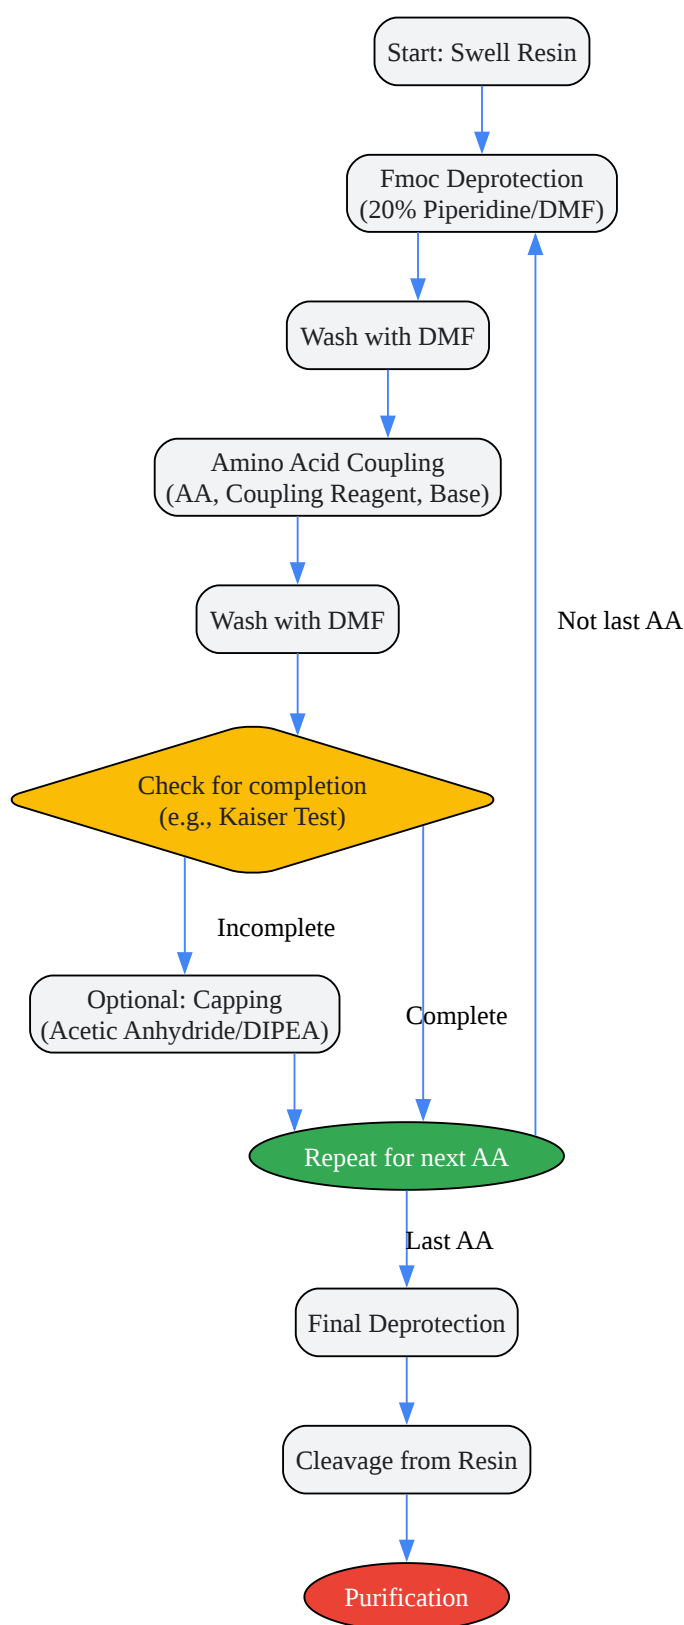 Start: Swell Resin
Fmoc Deprotection
(20% Piperidine/DMF)
Wash with DMF
Amino Acid Coupling
(AA, Coupling Reagent, Base)
Wash with DMF
Not last AA
Check for completion
(e.g., Kaiser Test)
Incomplete
Optional: Capping
(Acetic Anhydride/DIPEA)
Complete
Repeat for next AA
Last AA
Final Deprotection
Cleavage from Resin
Purification